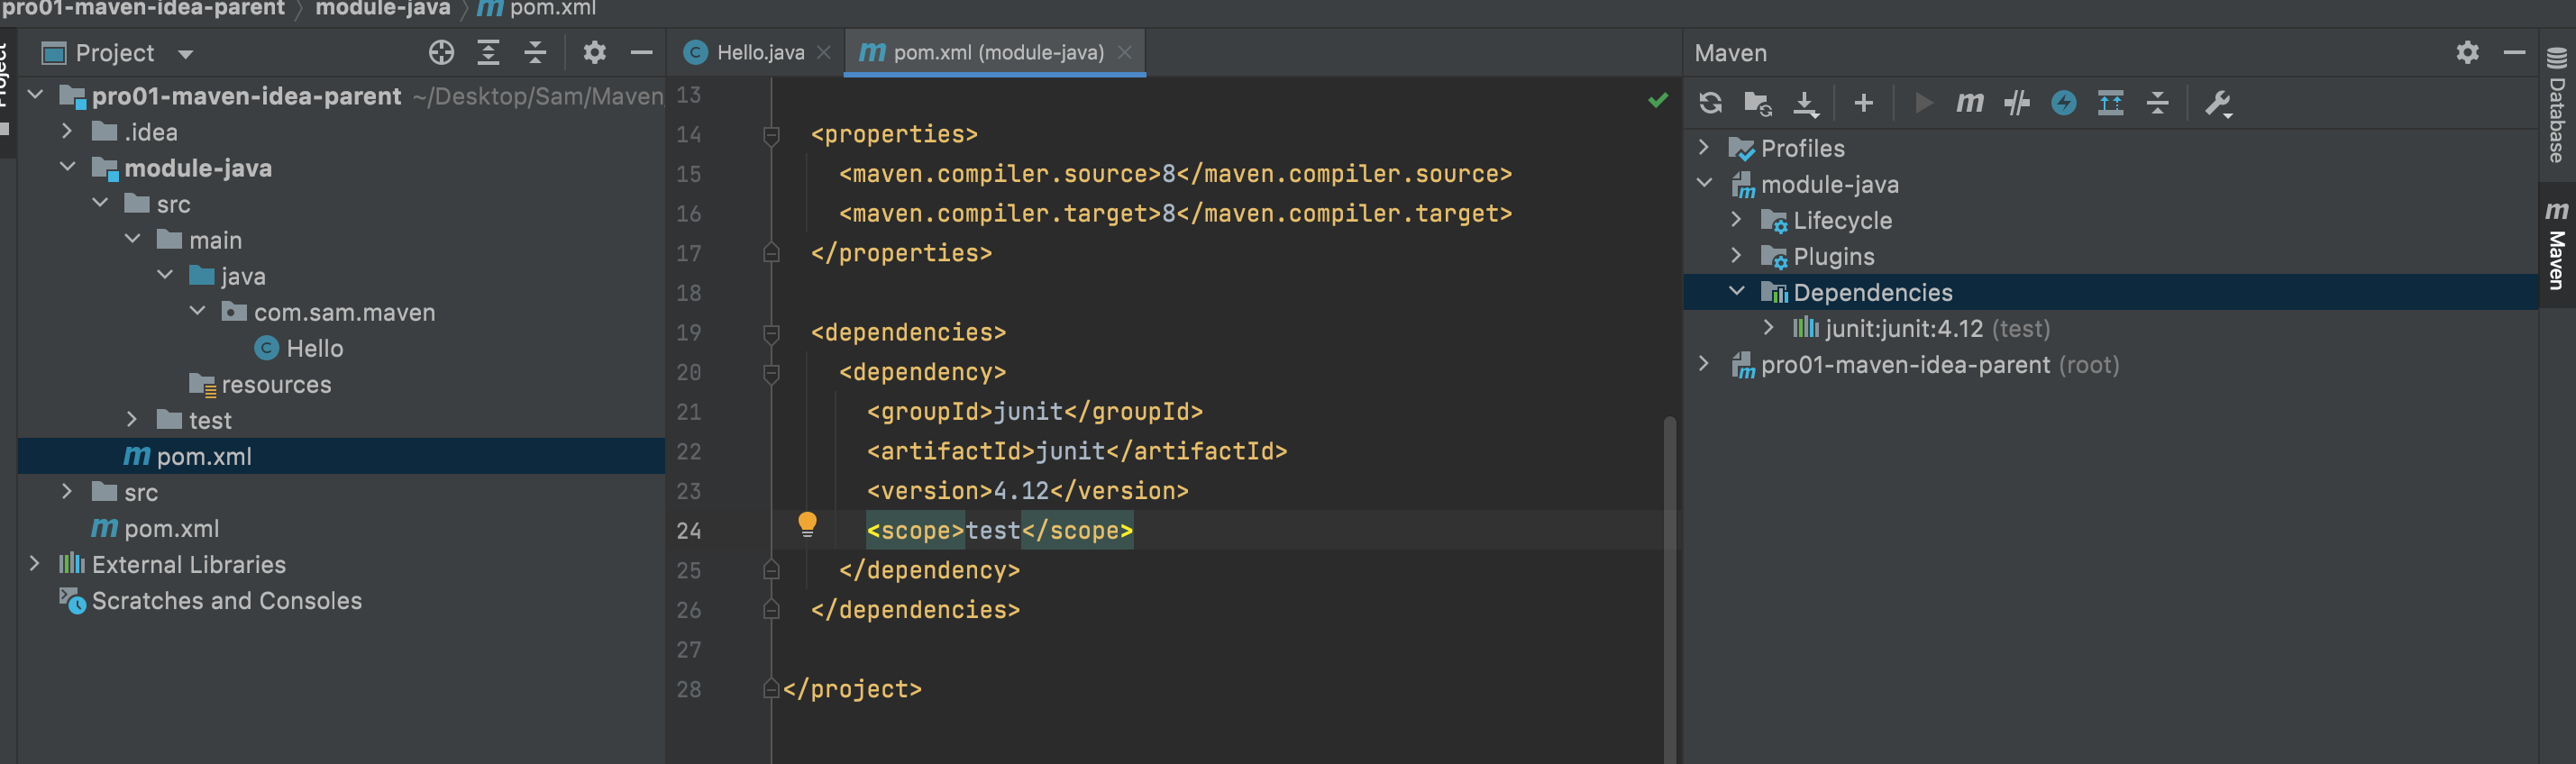 pro01-maven-idea-parent > module-java > m pom.xml
Project
Project
pro01-maven-idea-parent ~/Desktop/Sam/Maven
.idea
module-java
src
main
java
com.sam.maven
C Hello
resources
test
m pom.xml
src
m pom.xml
External Libraries
Scratches and Consoles
C Hello.java
m pom.xml (module-java)
13
14 <properties>
15 <maven.compiler.source>8</maven.compiler.source>
16 <maven.compiler.target>8</maven.compiler.target>
17 </properties>
18
19 <dependencies>
20 <dependency>
21 <groupId>junit</groupId>
22 <artifactId>junit</artifactId>
23 <version>4.12</version>
24 <scope>test</scope>
25 </dependency>
26 </dependencies>
27
28 </project>
Maven
m
Profiles
module-java
Lifecycle
Plugins
Dependencies
junit:junit:4.12 (test)
pro01-maven-idea-parent (root)
Database
m Maven